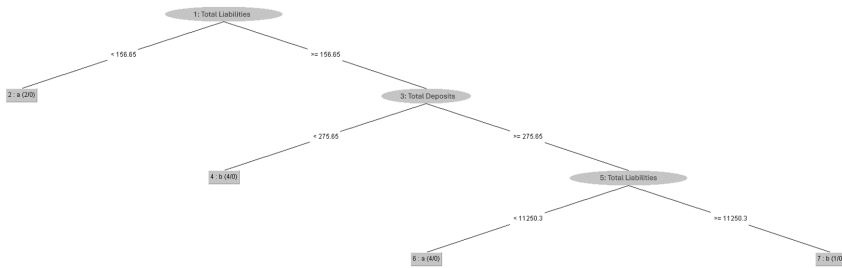 1: Total Liabilities
< 156.65
>= 156.65
2 : a (2/0)
3: Total Deposits
< 275.65
>= 275.65
4 : b (4/0)
5: Total Liabilities
< 11250.3
>= 11250.3
6 : a (4/0)
7 : b (1/0